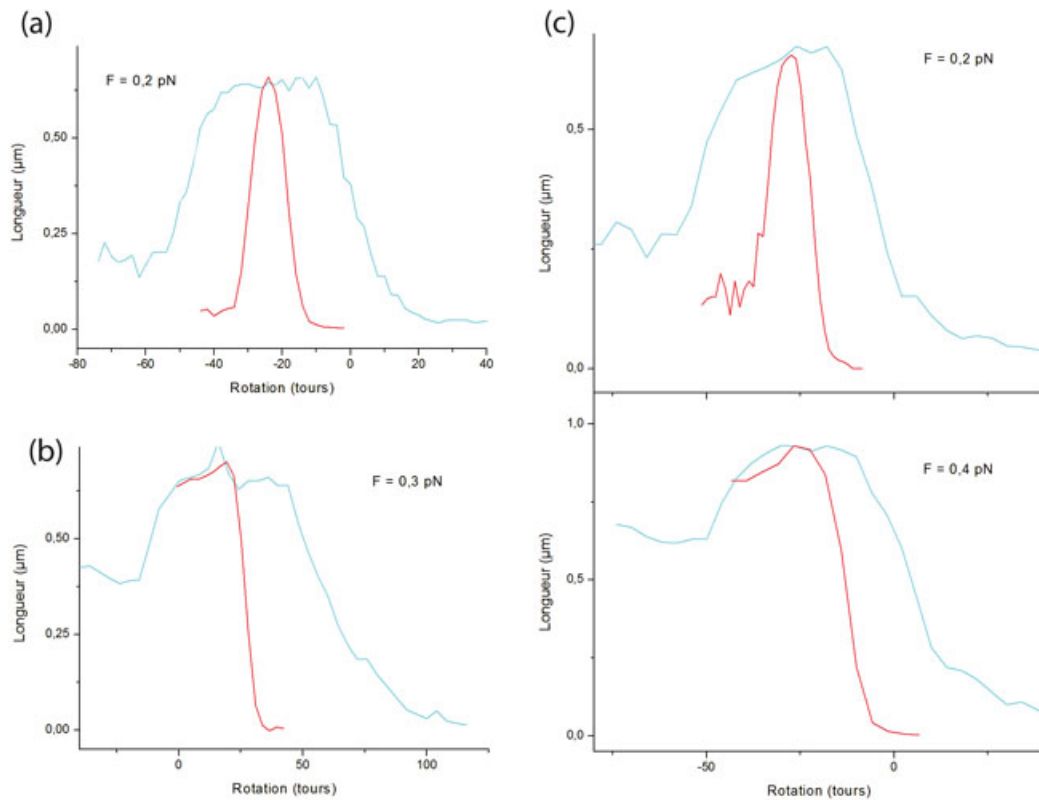 (a)
F = 0,2 pN
Longueur (µm)
0,50
0,25
0,00
-80 -60 -40 -20 0 20 40
Rotation (tours)
(b)
F = 0,3 pN
Longueur (µm)
0,50
0,25
0,00
0 50 100
Rotation (tours)
(c)
F = 0,2 pN
Longueur (µm)
0,5
0,0
F = 0,4 pN
Longueur (µm)
1,0
0,5
0,0
-50 0
Rotation (tours)